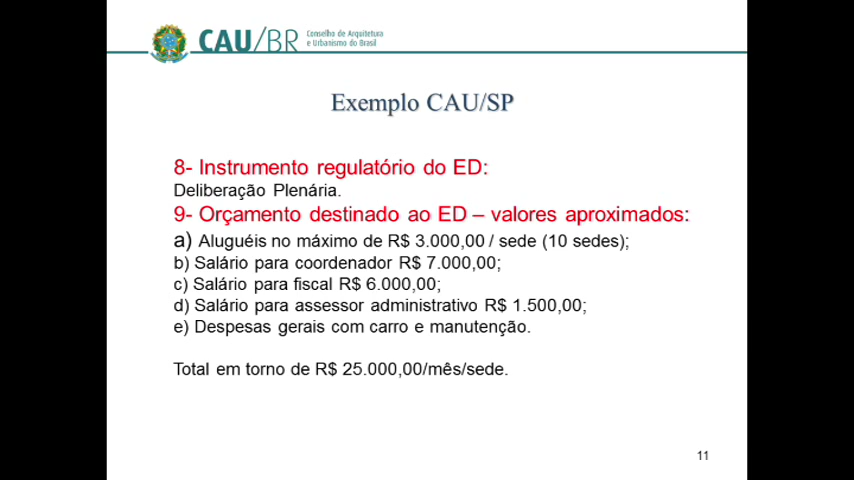 CAU/BR
Conselho de Arquitetura
e Urbanismo do Brasil
Exemplo CAU/SP
8- Instrumento regulatório do ED:
Deliberação Plenária.
9- Orçamento destinado ao ED – valores aproximados:
a) Aluguéis no máximo de R$ 3.000,00 / sede (10 sedes);
b) Salário para coordenador R$ 7.000,00;
c) Salário para fiscal R$ 6.000,00;
d) Salário para assessor administrativo R$ 1.500,00;
e) Despesas gerais com carro e manutenção.
Total em torno de R$ 25.000,00/mês/sede.
11